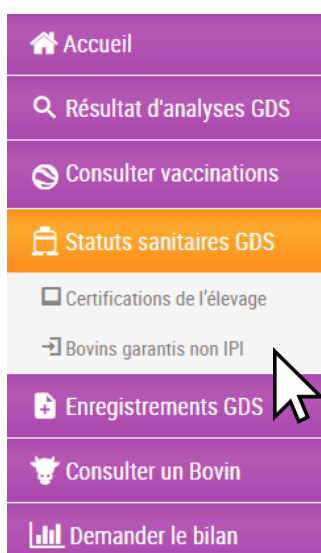 Accueil
Résultat d'analyses GDS
Consulter vaccinations
Statuts sanitaires GDS
Certifications de l'élevage
Bovins garantis non IPI
Enregistrements GDS
Consulter un Bovin
Demander le bilan